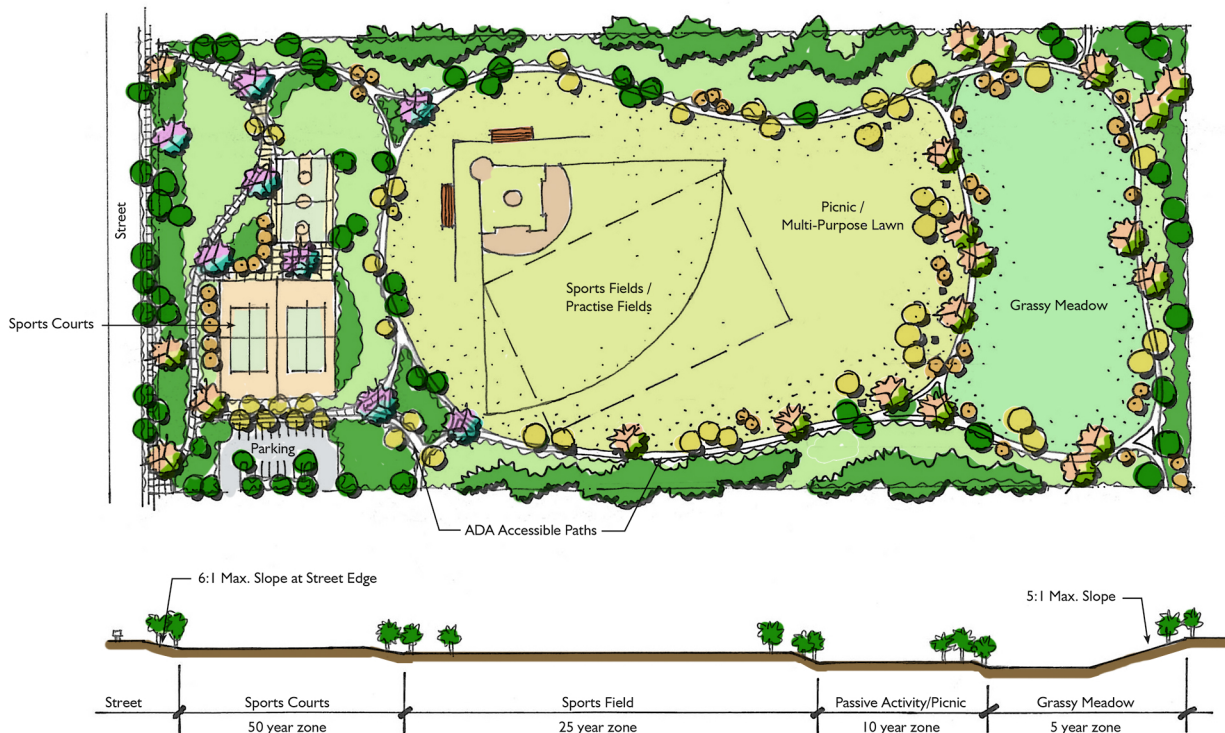 Street
Sports Courts
Parking
Sports Fields /
Practise Fields
Picnic /
Multi-Purpose Lawn
Grassy Meadow
ADA Accessible Paths
6:1 Max. Slope at Street Edge
5:1 Max. Slope
Street
Sports Courts
Sports Field
Passive Activity/Picnic
Grassy Meadow
50 year zone
25 year zone
10 year zone
5 year zone